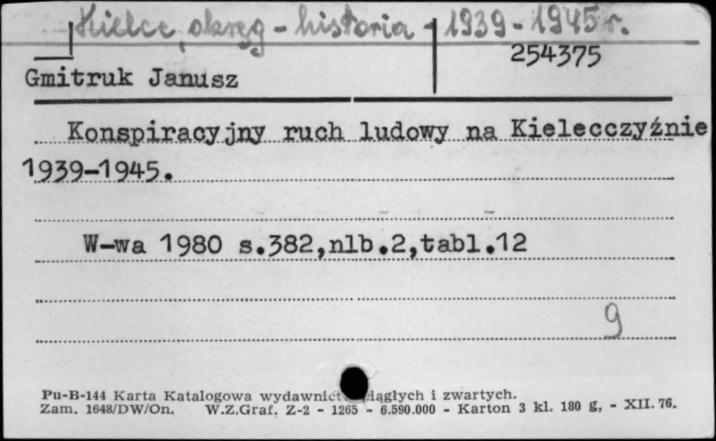 Kielce, okręg - historia - 1939-1945 r.
254375
Gmitruk Janusz
Konspiracyjny ruch ludowy na Kielecczyźnie
1939-1945.
W-wa 1980 s.382,nlb.2,tabl.12
9
Pu-B-144 Karta Katalogowa wydawnict ciągłych i zwartych.
Zam. 1648/DW/On. W.Z.Graf. Z-2 - 1265 - 6.590.000 - Karton 3 kl. 180 g, - XII. 76.